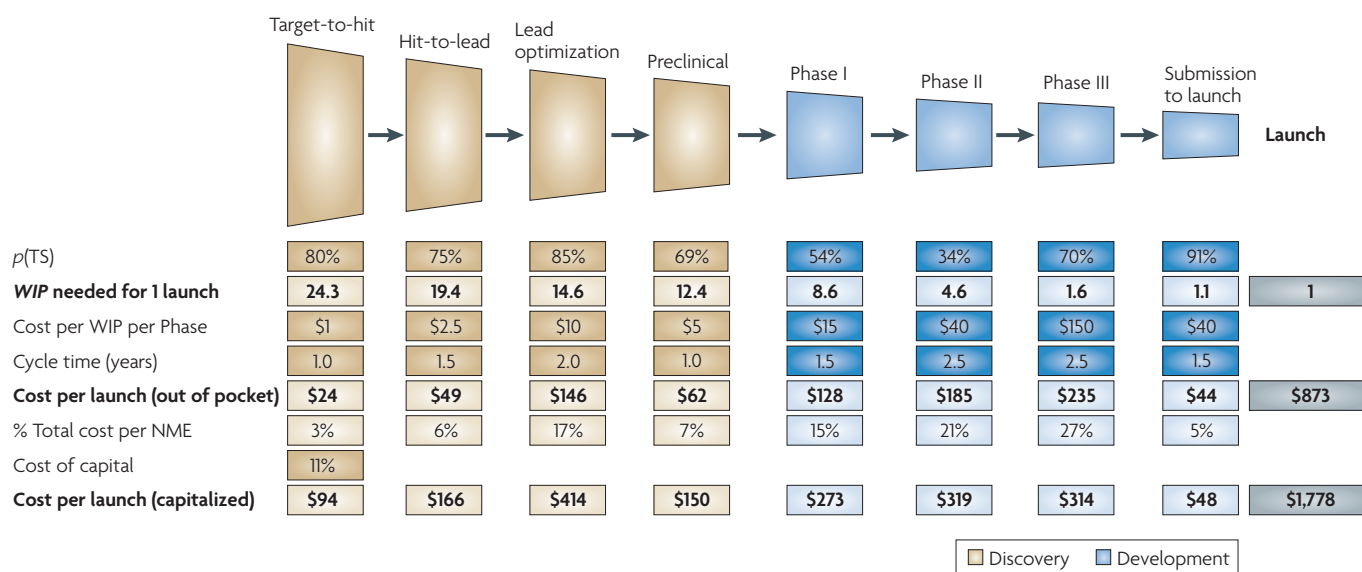 Target-to-hit
Hit-to-lead
Lead
optimization
Preclinical
Phase I
Phase II
Phase III
Submission
to launch
Launch
p(TS) 80% 75% 85% 69% 54% 34% 70% 91%
WIP needed for 1 launch 24.3 19.4 14.6 12.4 8.6 4.6 1.6 1.1 1
Cost per WIP per Phase $1 $2.5 $10 $5 $15 $40 $150 $40
Cycle time (years) 1.0 1.5 2.0 1.0 1.5 2.5 2.5 1.5
Cost per launch (out of pocket) $24 $49 $146 $62 $128 $185 $235 $44 $873
% Total cost per NME 3% 6% 17% 7% 15% 21% 27% 5%
Cost of capital 11%
Cost per launch (capitalized) $94 $166 $414 $150 $273 $319 $314 $48 $1,778
Discovery Development